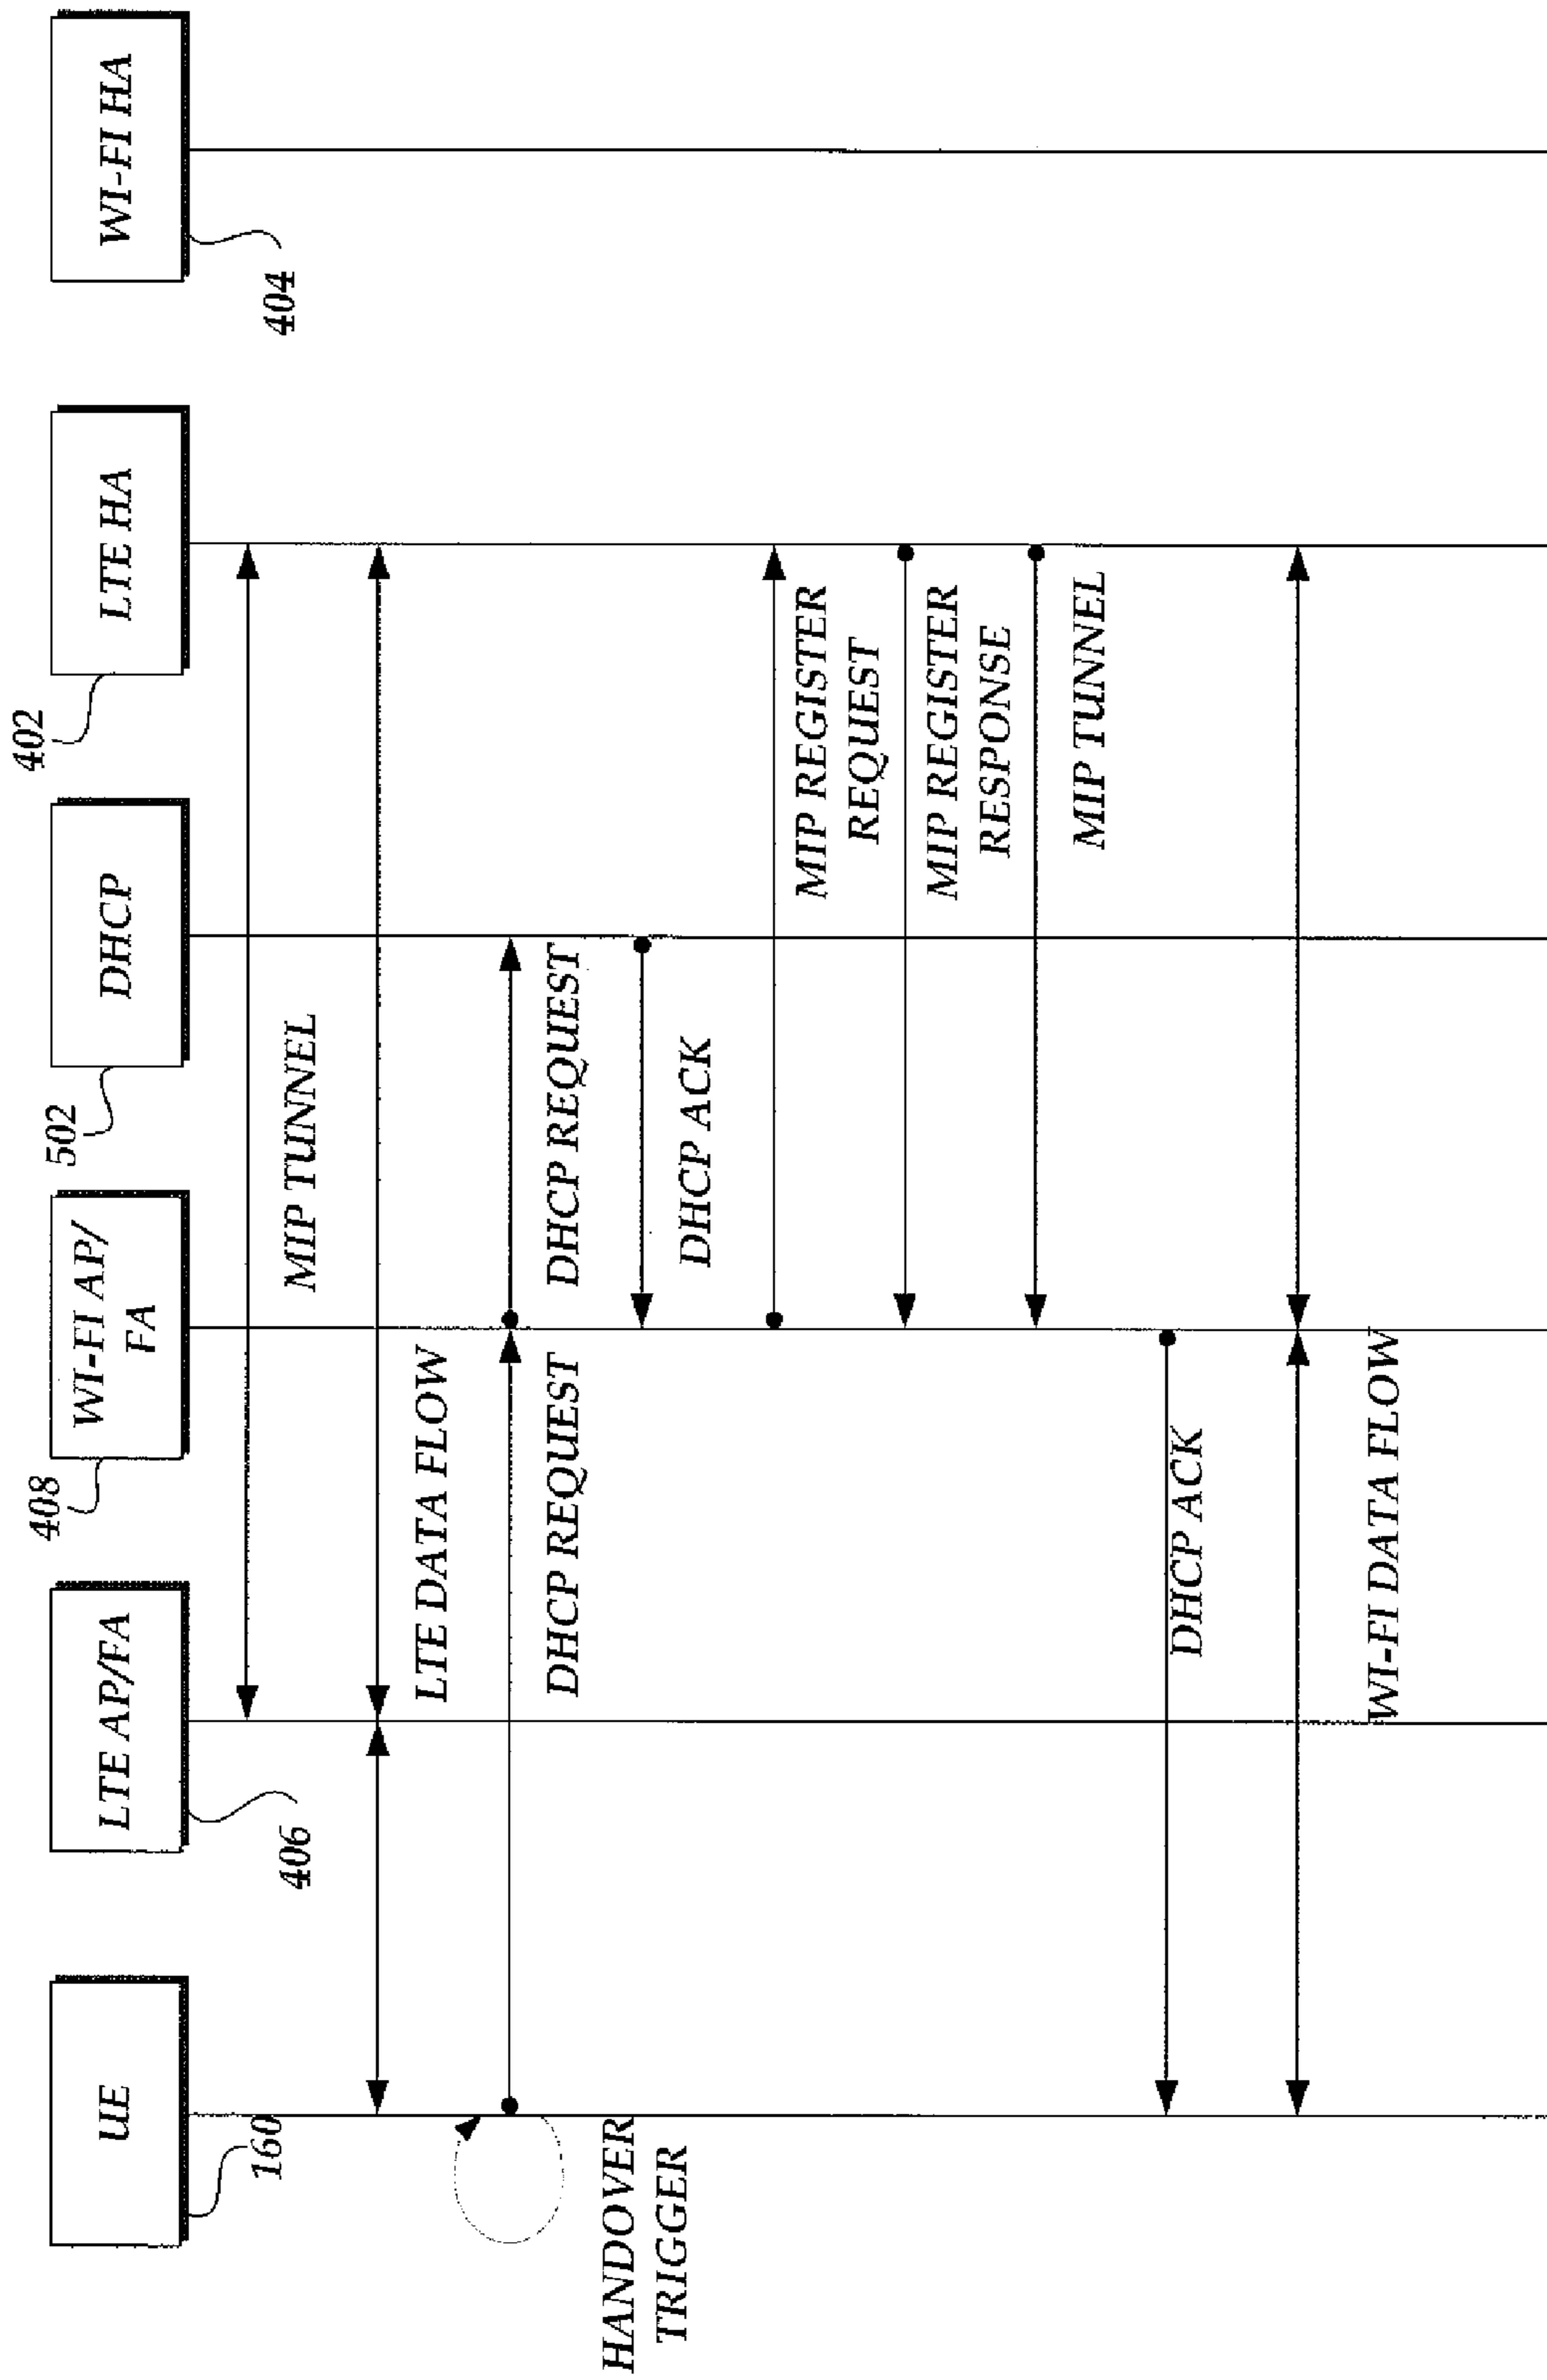 UE
160
LTE AP/FA
406
WI-FI AP/
FA
408
DHCP
502
LTE HA
402
WI-FI HA
404
MIP TUNNEL
LTE DATA FLOW
HANDOVER
TRIGGER
DHCP REQUEST
DHCP REQUEST
DHCP ACK
MIP REGISTER
REQUEST
MIP REGISTER
RESPONSE
MIP TUNNEL
DHCP ACK
WI-FI DATA FLOW